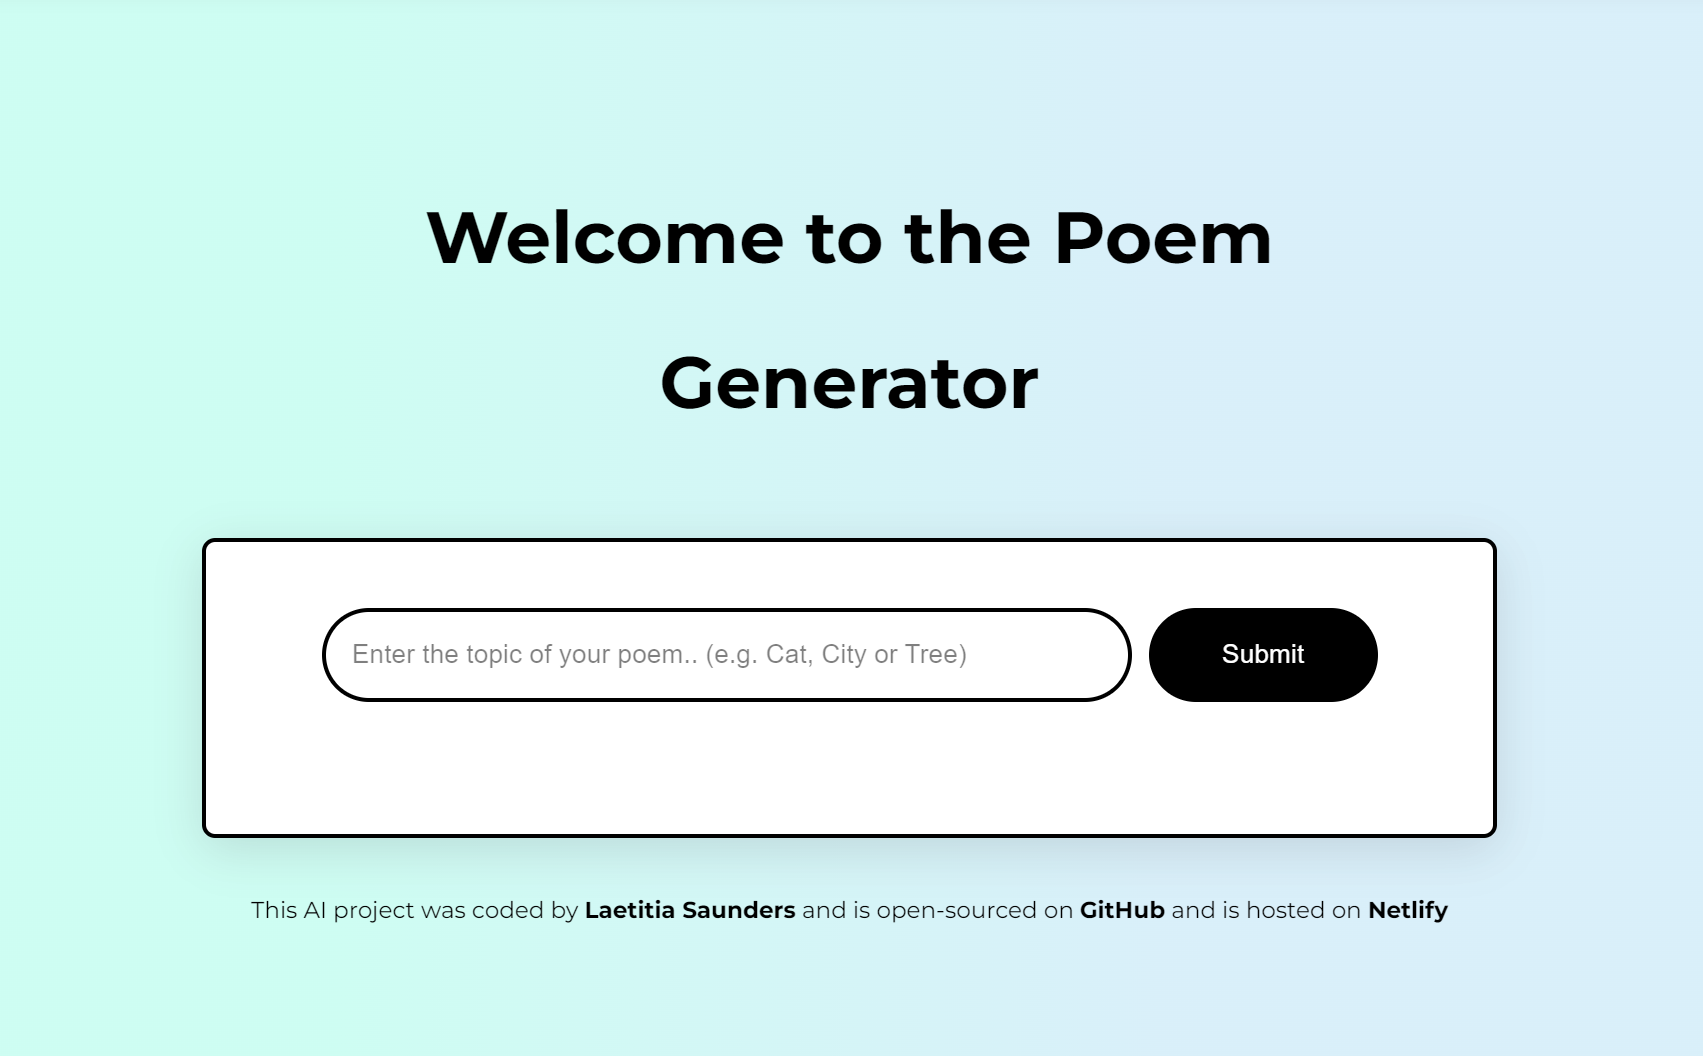 Welcome to the Poem
Generator
Enter the topic of your poem.. (e.g. Cat, City or Tree)
Submit
This AI project was coded by Laetitia Saunders and is open-sourced on GitHub and is hosted on Netlify